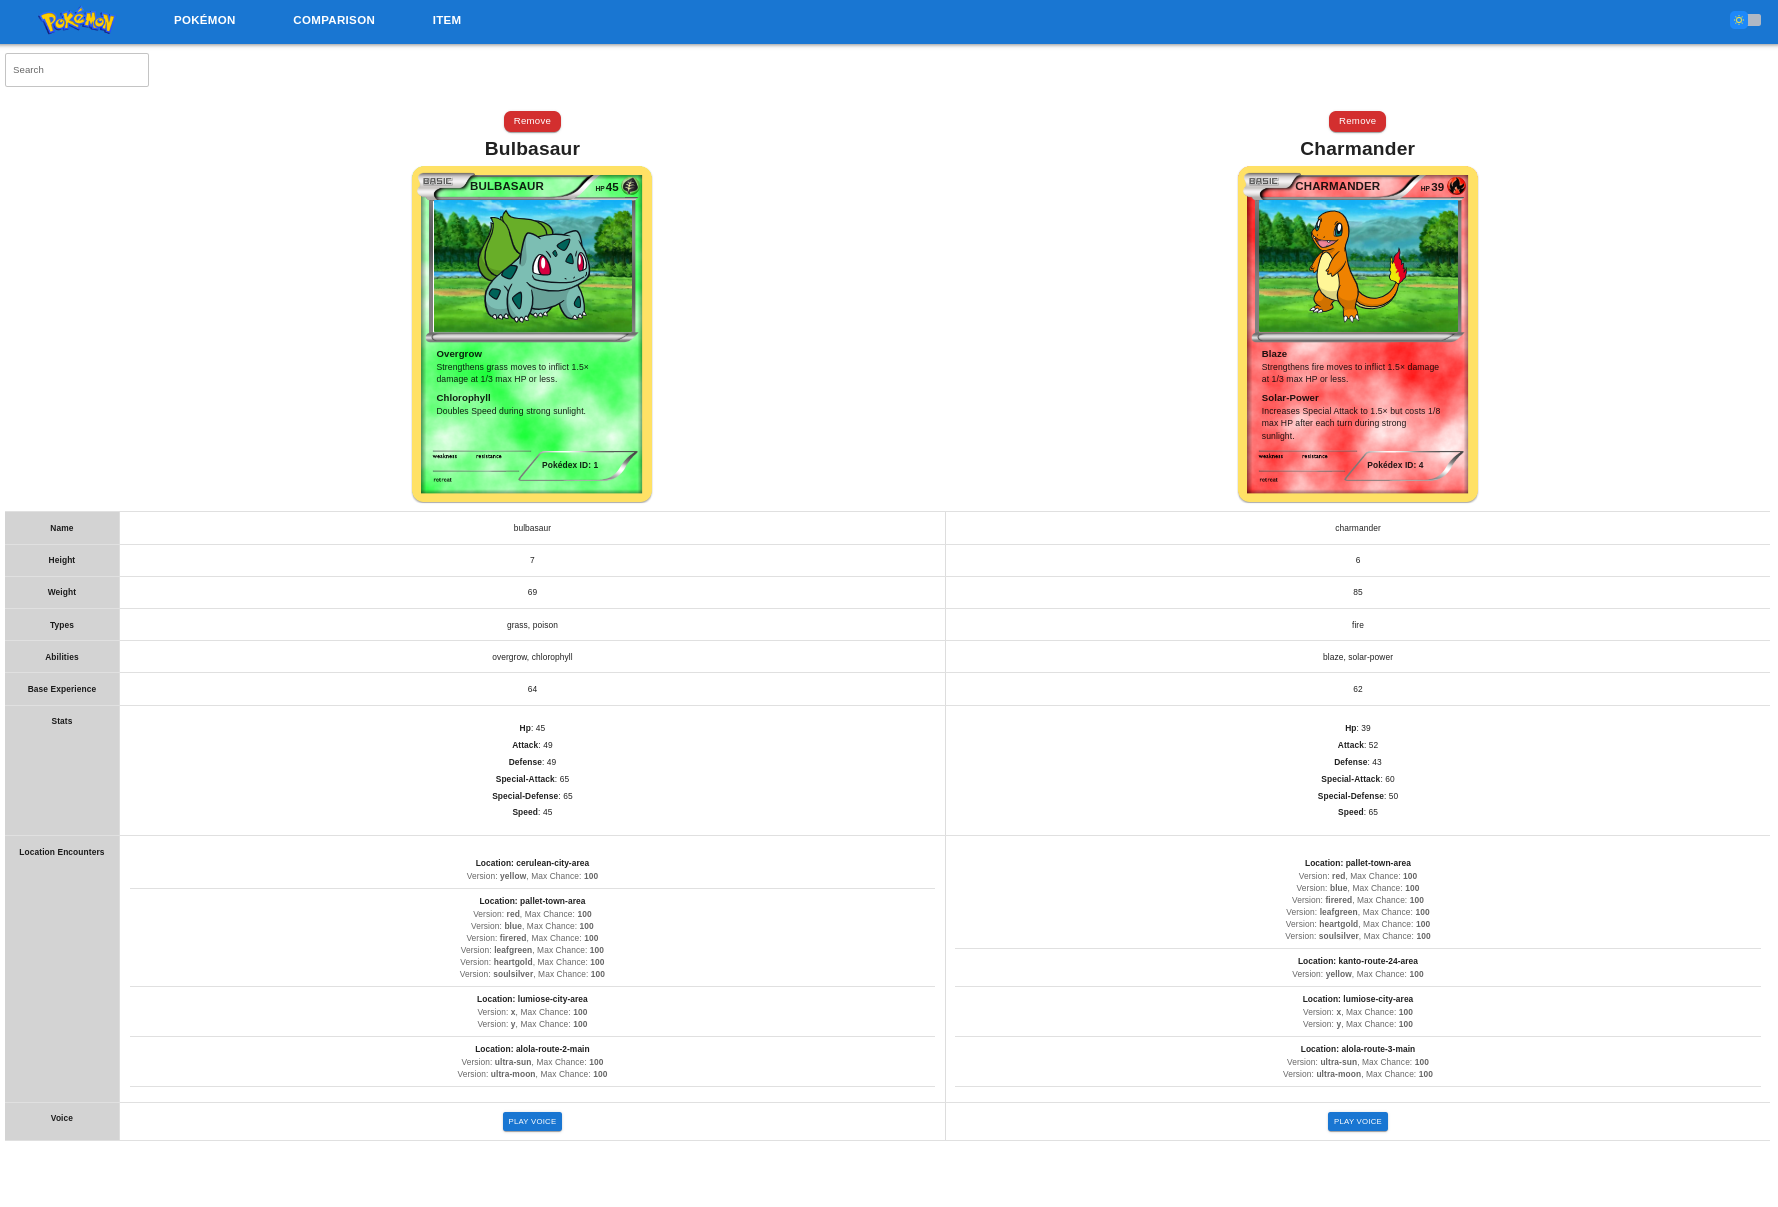 Pokémon
POKÉMON COMPARISON ITEM
Search
Remove
Bulbasaur
BASIC BULBASAUR HP 45
Overgrow
Strengthens grass moves to inflict 1.5×
damage at 1/3 max HP or less.
Chlorophyll
Doubles Speed during strong sunlight.
weakness resistance
Pokédex ID: 1
retreat
Remove
Charmander
BASIC CHARMANDER HP 39
Blaze
Strengthens fire moves to inflict 1.5× damage
at 1/3 max HP or less.
Solar-Power
Increases Special Attack to 1.5× but costs 1/8
max HP after each turn during strong
sunlight.
weakness resistance
Pokédex ID: 4
retreat
Name bulbasaur charmander
Height 7 6
Weight 69 85
Types grass, poison fire
Abilities overgrow, chlorophyll blaze, solar-power
Base Experience 64 62
Stats
Hp: 45
Attack: 49
Defense: 49
Special-Attack: 65
Special-Defense: 65
Speed: 45
Hp: 39
Attack: 52
Defense: 43
Special-Attack: 60
Special-Defense: 50
Speed: 65
Location Encounters
Location: cerulean-city-area
Version: yellow, Max Chance: 100
Location: pallet-town-area
Version: red, Max Chance: 100
Version: blue, Max Chance: 100
Version: firered, Max Chance: 100
Version: leafgreen, Max Chance: 100
Version: heartgold, Max Chance: 100
Version: soulsilver, Max Chance: 100
Location: lumiose-city-area
Version: x, Max Chance: 100
Version: y, Max Chance: 100
Location: alola-route-2-main
Version: ultra-sun, Max Chance: 100
Version: ultra-moon, Max Chance: 100
Location: pallet-town-area
Version: red, Max Chance: 100
Version: blue, Max Chance: 100
Version: firered, Max Chance: 100
Version: leafgreen, Max Chance: 100
Version: heartgold, Max Chance: 100
Version: soulsilver, Max Chance: 100
Location: kanto-route-24-area
Version: yellow, Max Chance: 100
Location: lumiose-city-area
Version: x, Max Chance: 100
Version: y, Max Chance: 100
Location: alola-route-3-main
Version: ultra-sun, Max Chance: 100
Version: ultra-moon, Max Chance: 100
Voice PLAY VOICE PLAY VOICE